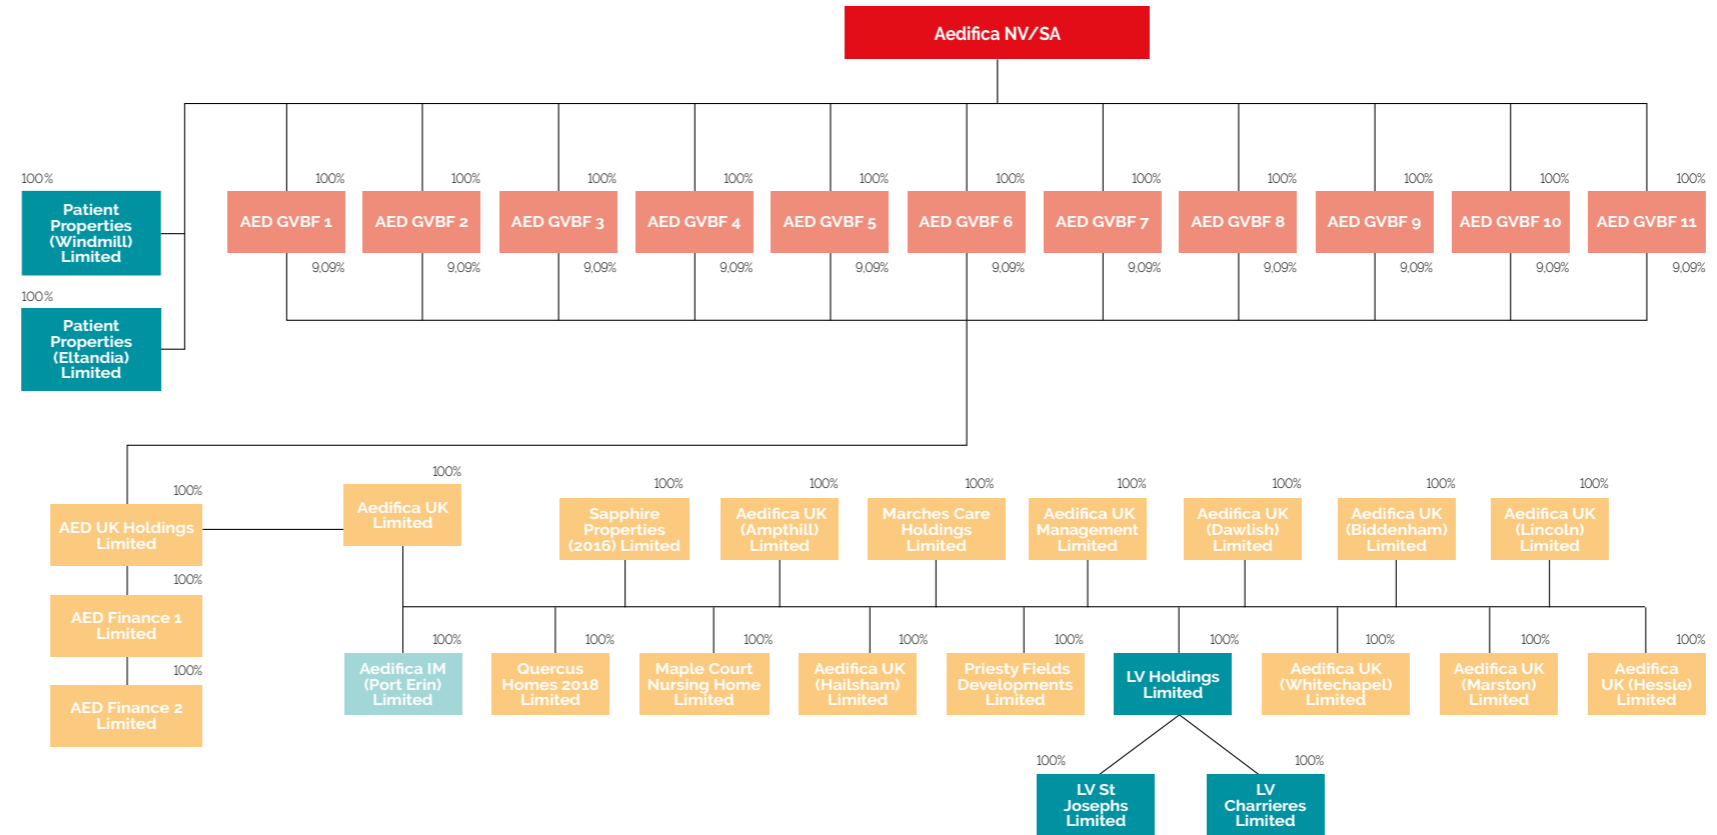 Aedifica NV/SA
100%
Patient
Properties
(Windmill)
Limited
100%
Patient
Properties
(Eltandia)
Limited
100%
AED GVBF 1
9,09%
100%
AED GVBF 2
9,09%
100%
AED GVBF 3
9,09%
100%
AED GVBF 4
9,09%
100%
AED GVBF 5
9,09%
100%
AED GVBF 6
9,09%
100%
AED GVBF 7
9,09%
100%
AED GVBF 8
9,09%
100%
AED GVBF 9
9,09%
100%
AED GVBF 10
9,09%
100%
AED GVBF 11
9,09%
100%
AED UK Holdings
Limited
100%
AED Finance 1
Limited
100%
AED Finance 2
Limited
100%
Aedifica UK
Limited
100%
Sapphire
Properties
(2016) Limited
100%
Aedifica UK
(Ampthill)
Limited
100%
Marches Care
Holdings
Limited
100%
Aedifica UK
Management
Limited
100%
Aedifica UK
(Dawlish)
Limited
100%
Aedifica UK
(Biddenham)
Limited
100%
Aedifica UK
(Lincoln)
Limited
100%
Aedifica IM
(Port Erin)
Limited
100%
Quercus
Homes 2018
Limited
100%
Maple Court
Nursing Home
Limited
100%
Aedifica UK
(Hailsham)
Limited
100%
Priesty Fields
Developments
Limited
100%
LV Holdings
Limited
100%
Aedifica UK
(Whitechapel)
Limited
100%
Aedifica UK
(Marston)
Limited
100%
Aedifica
UK (Hessle)
Limited
100%
LV St
Josephs
Limited
100%
LV
Charrieres
Limited